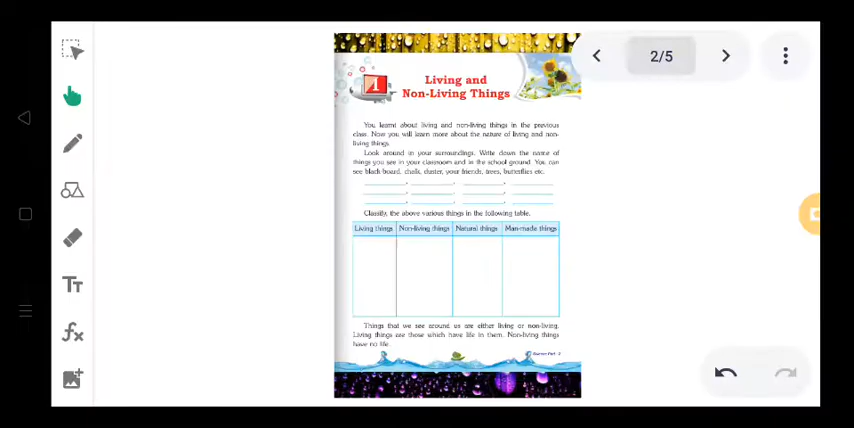 2/5
1
Living and
Non-Living Things
You learnt about living and non-living things in the previous
class. Now you will learn more about the nature of living and non-
living things.
Look around in your surroundings. Write down the name of
things you see in your classroom and in the school ground. You can
see black board, chalk, duster, your friends, trees, butterflies etc.
Classify, the above various things in the following table.
Living things Non-living things Natural things Man-made things
Things that we see around us are either living or non-living.
Living things are those which have life in them. Non-living things
have no life.
Tт
fx